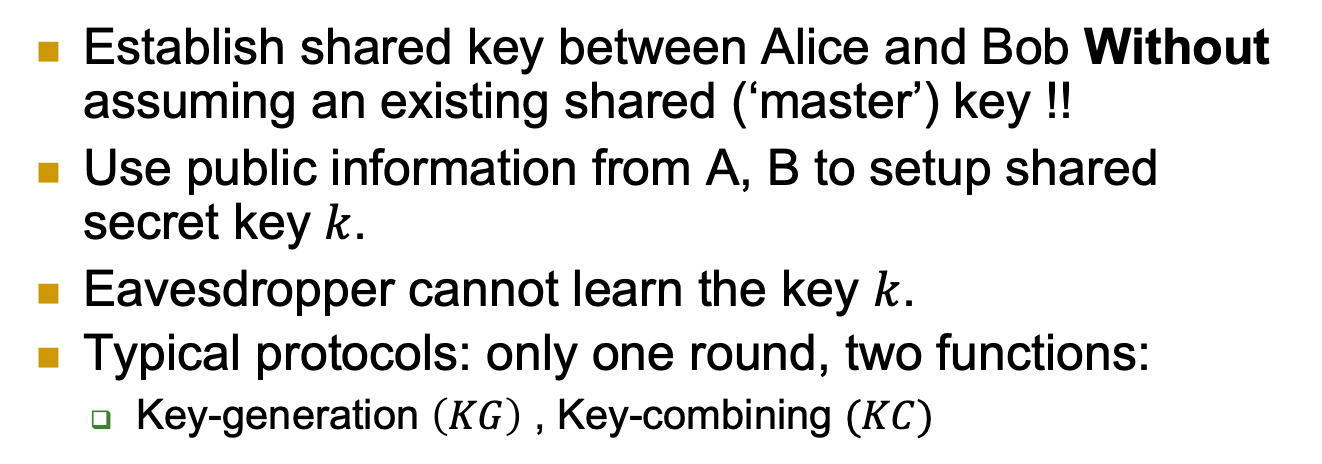 Establish shared key between Alice and Bob Without
assuming an existing shared (‘master’) key !!
Use public information from A, B to setup shared
secret key k.
Eavesdropper cannot learn the key k.
Typical protocols: only one round, two functions:
Key-generation (KG) , Key-combining (KC)